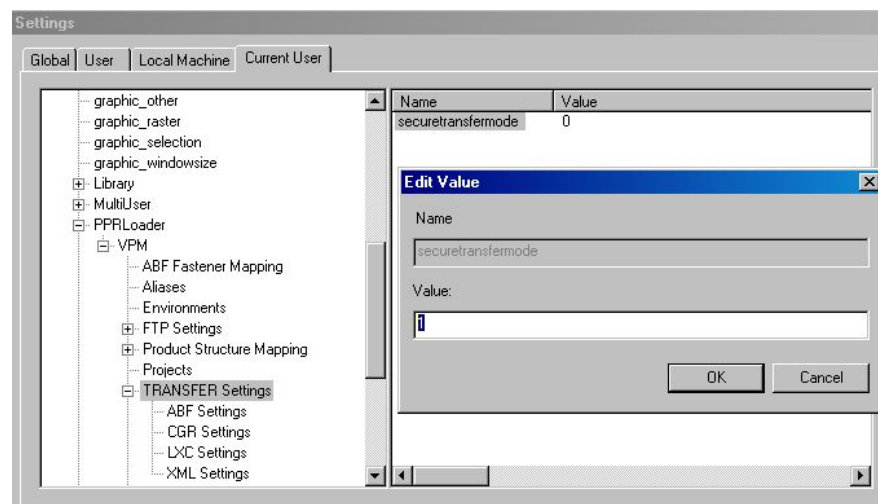 Settings
Global User Local Machine Current User
graphic_other
graphic_raster
graphic_selection
graphic_windowsize
Library
MultiUser
PPRLoader
VPM
ABF Fastener Mapping
Aliases
Environments
FTP Settings
Product Structure Mapping
Projects
TRANSFER Settings
ABF Settings
CGR Settings
LXC Settings
XML Settings
Name Value
securetransfermode 0
Edit Value
Name
securetransfermode
Value:
1
OK Cancel